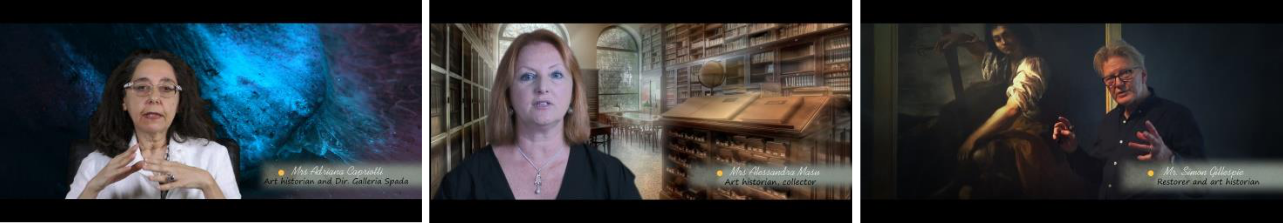 Mrs Adriana Capriotti
Art historian and Dir. Galleria Spada
Mrs Alessandra Masu
Art historian, collector
Mr. Simon Gillespie
Restorer and art historian